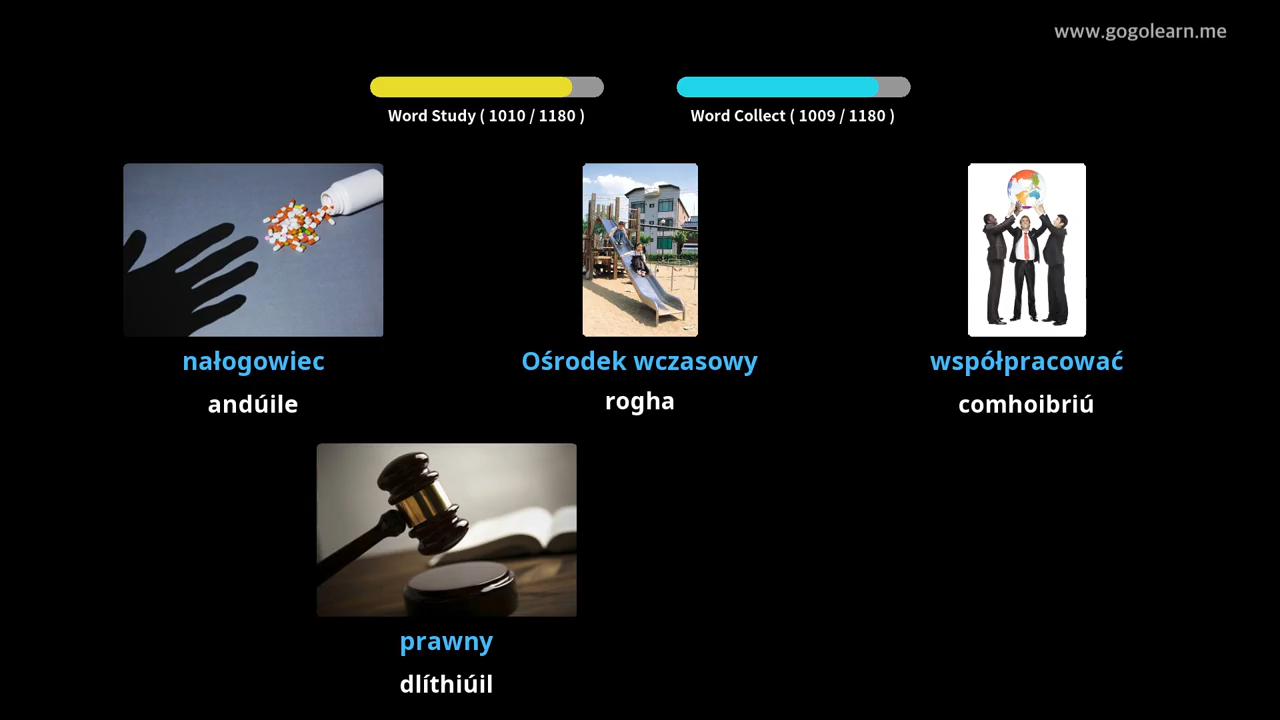 www.gogolearn.me
Word Study ( 1010 / 1180 )
Word Collect ( 1009 / 1180 )
nałogowiec
Ośrodek wczasowy
współpracować
andúile
rogha
comhoibriú
prawny
dlíthiúil